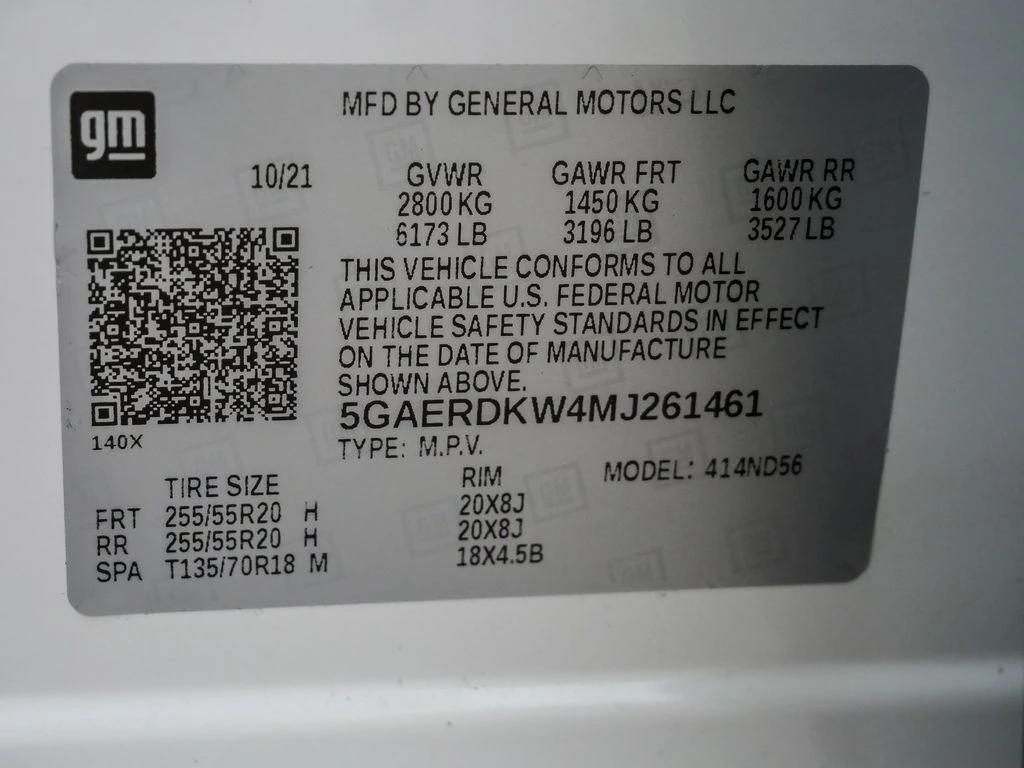 gm
MFD BY GENERAL MOTORS LLC
10/21 GVWR GAWR FRT GAWR RR
2800 KG 1450 KG 1600 KG
6173 LB 3196 LB 3527 LB
THIS VEHICLE CONFORMS TO ALL
APPLICABLE U.S. FEDERAL MOTOR
VEHICLE SAFETY STANDARDS IN EFFECT
ON THE DATE OF MANUFACTURE
SHOWN ABOVE.
5GAERDKW4MJ261461
140X
TYPE: M.P.V.
TIRE SIZE RIM MODEL: 414ND56
FRT 255/55R20 H 20X8J
RR 255/55R20 H 20X8J
SPA T135/70R18 M 18X4.5B